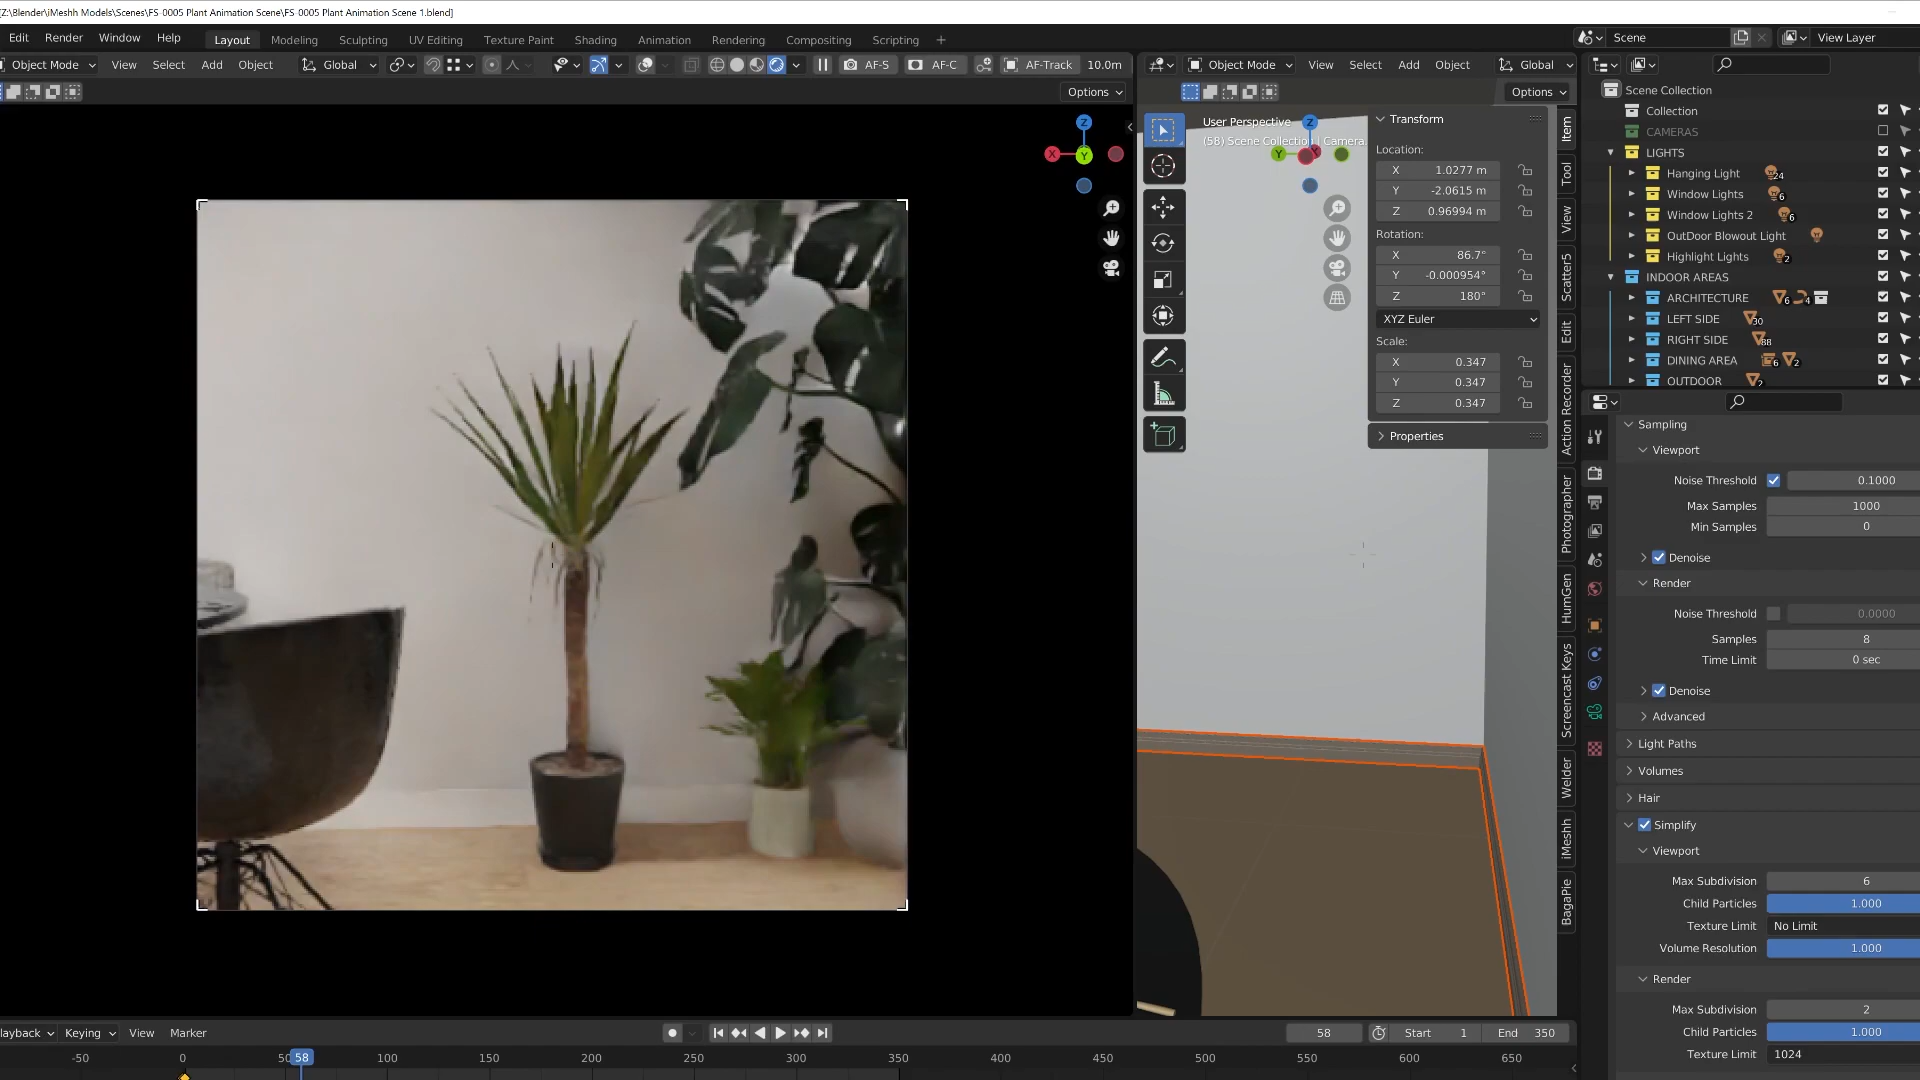 [Z:\Blender\iMeshh Models\Scenes\FS-0005 Plant Animation Scene\FS-0005 Plant Animation Scene 1.blend]
Edit Render Window Help Layout Modeling Sculpting UV Editing Texture Paint Shading Animation Rendering Compositing Scripting +
Scene View Layer
Object Mode View Select Add Object Global AF-S AF-C AF-Track 10.0m
Options
Object Mode View Select Add Object Global
Options
User Perspective
(58) Scene Collection | Camera
Z
X
Y
Z
Y
X
Transform
Location:
X 1.0277 m
Y -2.0615 m
Z 0.96994 m
Rotation:
X 86.7°
Y -0.000954°
Z 180°
XYZ Euler
Scale:
X 0.347
Y 0.347
Z 0.347
Properties
Item
Tool
View
Scatter5
Edit
Action Recorder
Photographer
HumGen
Screencast Keys
Welder
iMeshh
BagaPie
Scene Collection
Collection
CAMERAS
LIGHTS
Hanging Light 24
Window Lights 6
Window Lights 2 6
OutDoor Blowout Light
Highlight Lights 2
INDOOR AREAS
ARCHITECTURE 6 4
LEFT SIDE 30
RIGHT SIDE 88
DINING AREA 6 2
OUTDOOR 2
Sampling
Viewport
Noise Threshold 0.1000
Max Samples 1000
Min Samples 0
Denoise
Render
Noise Threshold 0.0000
Samples 8
Time Limit 0 sec
Denoise
Advanced
Light Paths
Volumes
Hair
Simplify
Viewport
Max Subdivision 6
Child Particles 1.000
Texture Limit No Limit
Volume Resolution 1.000
Render
Max Subdivision 2
Child Particles 1.000
Texture Limit 1024
layback Keying View Marker 58 Start 1 End 350
-50 0 50 58 100 150 200 250 300 350 400 450 500 550 600 650